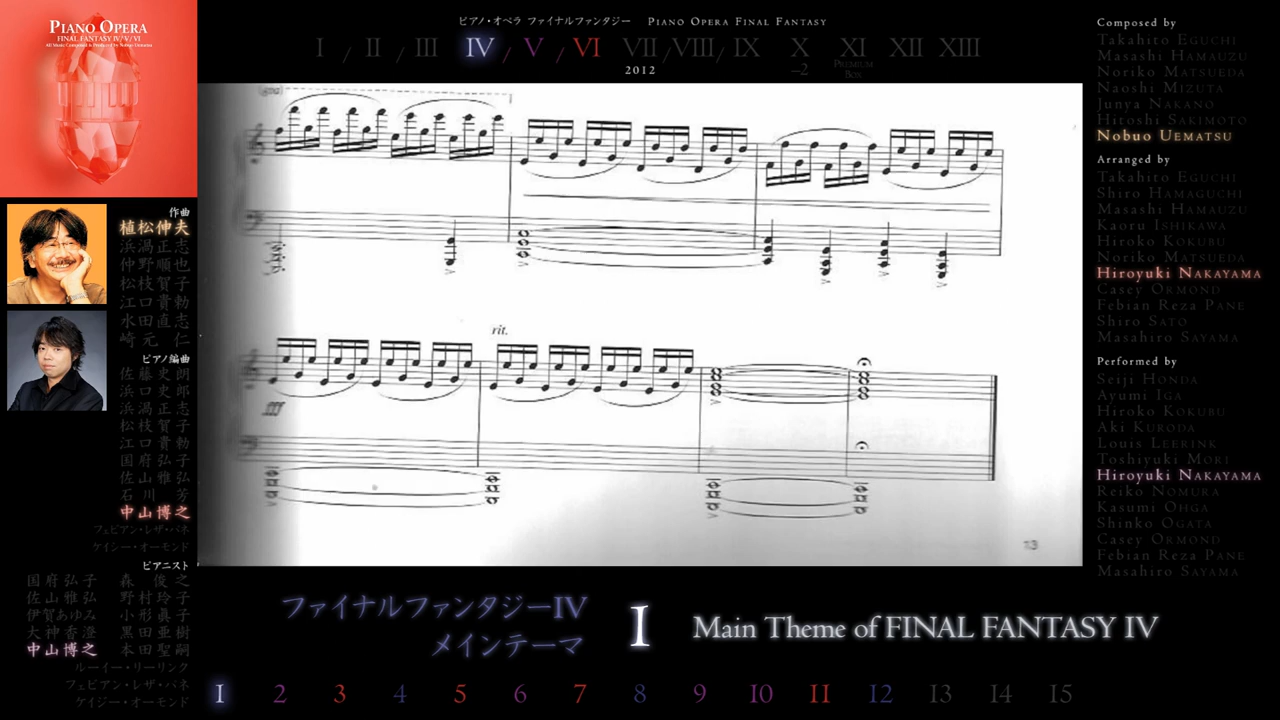 PIANO OPERA
FINAL FANTASY IV/V/VI
All Music Composed & Produced by Nobuo Uematsu
ピアノ・オペラ ファイナルファンタジー PIANO OPERA FINAL FANTASY
I / II / III IV / V / VI VII / VIII / IX X XI XII XIII
–2 PREMIUM BOX
2012
作曲
植松伸夫
浜渦正志
仲野順也
松枝賀子
江口貴勅
水田直志
崎元 仁
ピアノ編曲
佐藤史朗
浜口史郎
浜渦正志
松枝賀子
江口貴勅
国府弘子
佐山雅弘
石川 芳
中山博之
フェビアン・レザ・パネ
ケイシー・オーモンド
ピアニスト
国府弘子 森 俊之
佐山雅弘 野村玲子
伊賀あゆみ 小形眞子
大神香澄 黒田亜樹
中山博之 本田聖嗣
ルーイー・リーリンク
フェビアン・レザ・パネ
ケイジー・オーモンド
(8va)
rit.
fff
13
Composed by
Takahito EGUCHI
Masashi HAMAUZU
Noriko MATSUEDA
Naoshi MIZUTA
Junya NAKANO
Hiroshi SAKIMOTO
Nobuo UEMATSU
Arranged by
Takahito EGUCHI
Shiro HAMAGUCHI
Masashi HAMAUZU
Kaoru ISHIKAWA
Hiroko KOKUBU
Noriko MATSUEDA
Hiroyuki NAKAYAMA
Casey ORMOND
Febian Reza PANE
Shiro SATO
Masahiro SAYAMA
Performed by
Seiji HONDA
Ayumi IGA
Hiroko KOKUBU
Aki KURODA
Louis LEERINK
Toshiyuki MORI
Hiroyuki NAKAYAMA
Reiko NOMURA
Kasumi OHGA
Shinko OGATA
Casey ORMOND
Febian Reza PANE
Masahiro SAYAMA
ファイナルファンタジーIV
メインテーマ
I
Main Theme of FINAL FANTASY IV
1 2 3 4 5 6 7 8 9 10 11 12 13 14 15